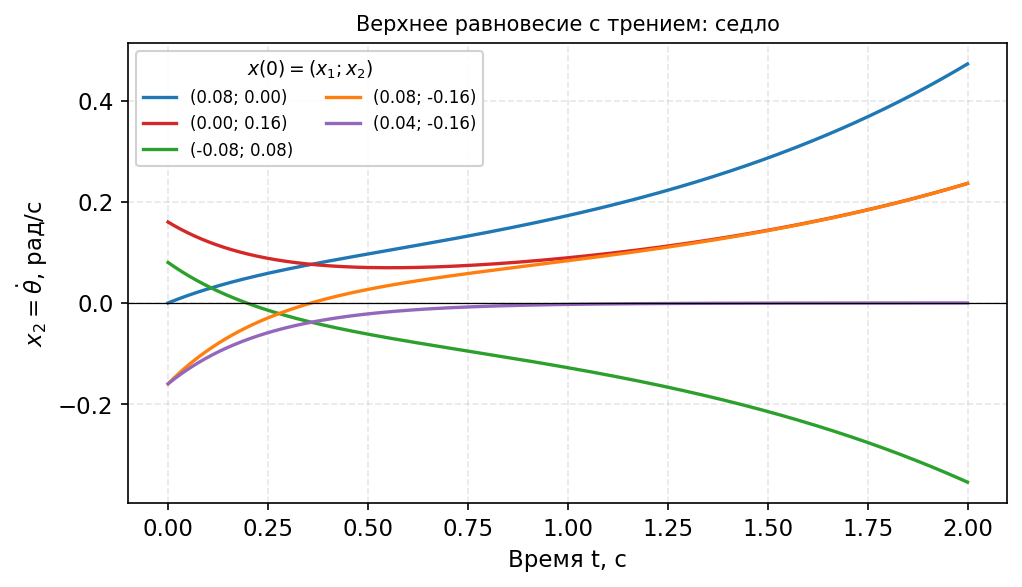 Верхнее равновесие с трением: седло
x(0) = (x₁; x₂)
(0.08; 0.00)
(0.00; 0.16)
(-0.08; 0.08)
(0.08; -0.16)
(0.04; -0.16)
x₂ = θ̇, рад/с
0.4
0.2
0.0
−0.2
0.00 0.25 0.50 0.75 1.00 1.25 1.50 1.75 2.00
Время t, с